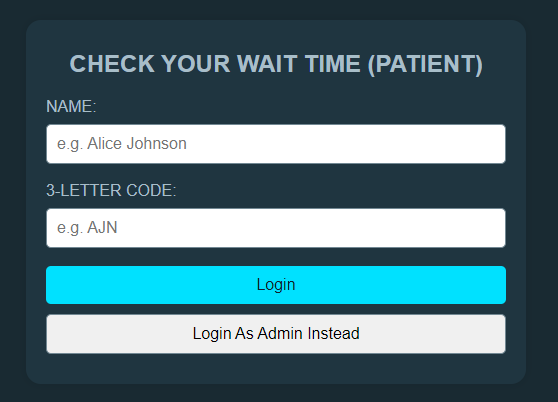 CHECK YOUR WAIT TIME (PATIENT)
NAME:
e.g. Alice Johnson
3-LETTER CODE:
e.g. AJN
Login
Login As Admin Instead